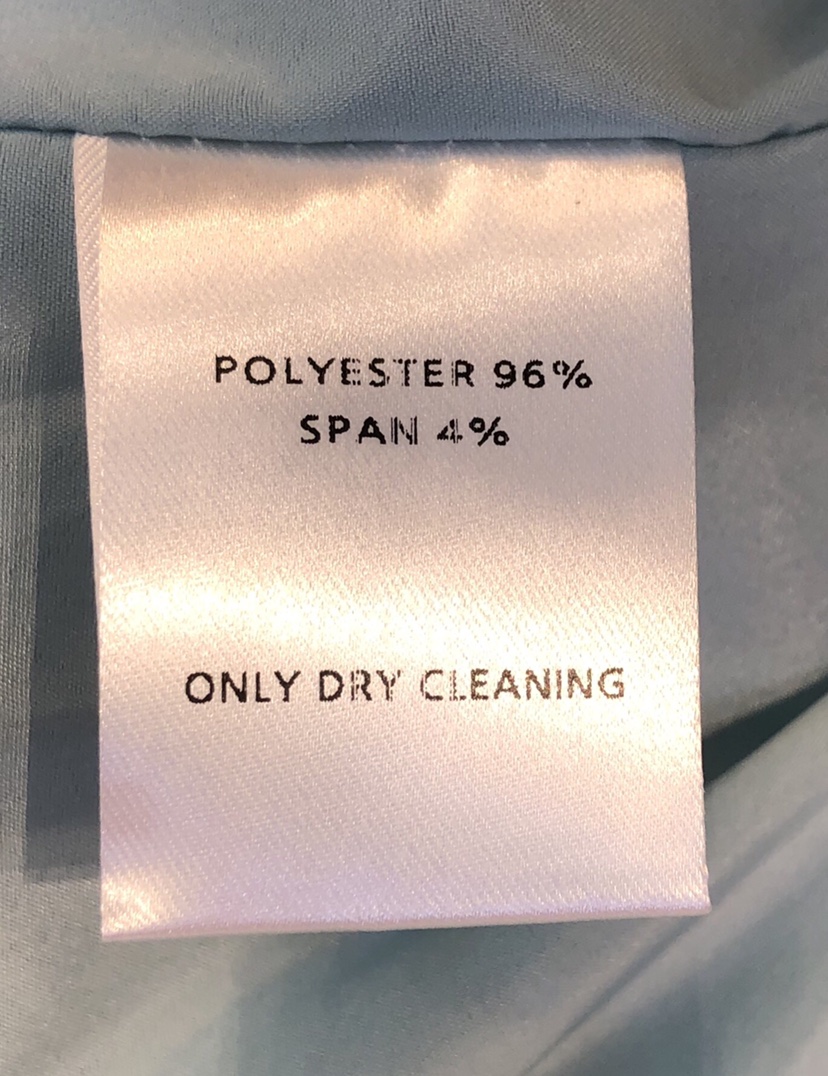 POLYESTER 96%
SPAN 4%
ONLY DRY CLEANING